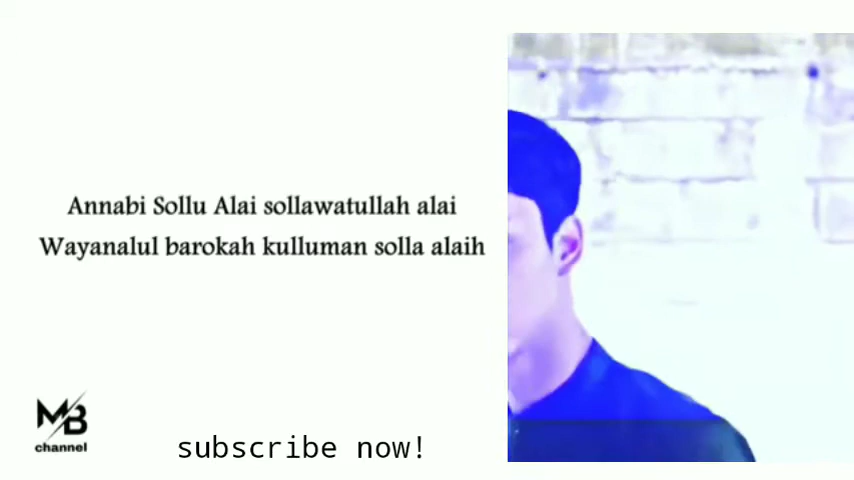 Annabi Sollu Alai sollawatullah alai
Wayanalul barokah kulluman solla alaih
MB
channel
subscribe now!